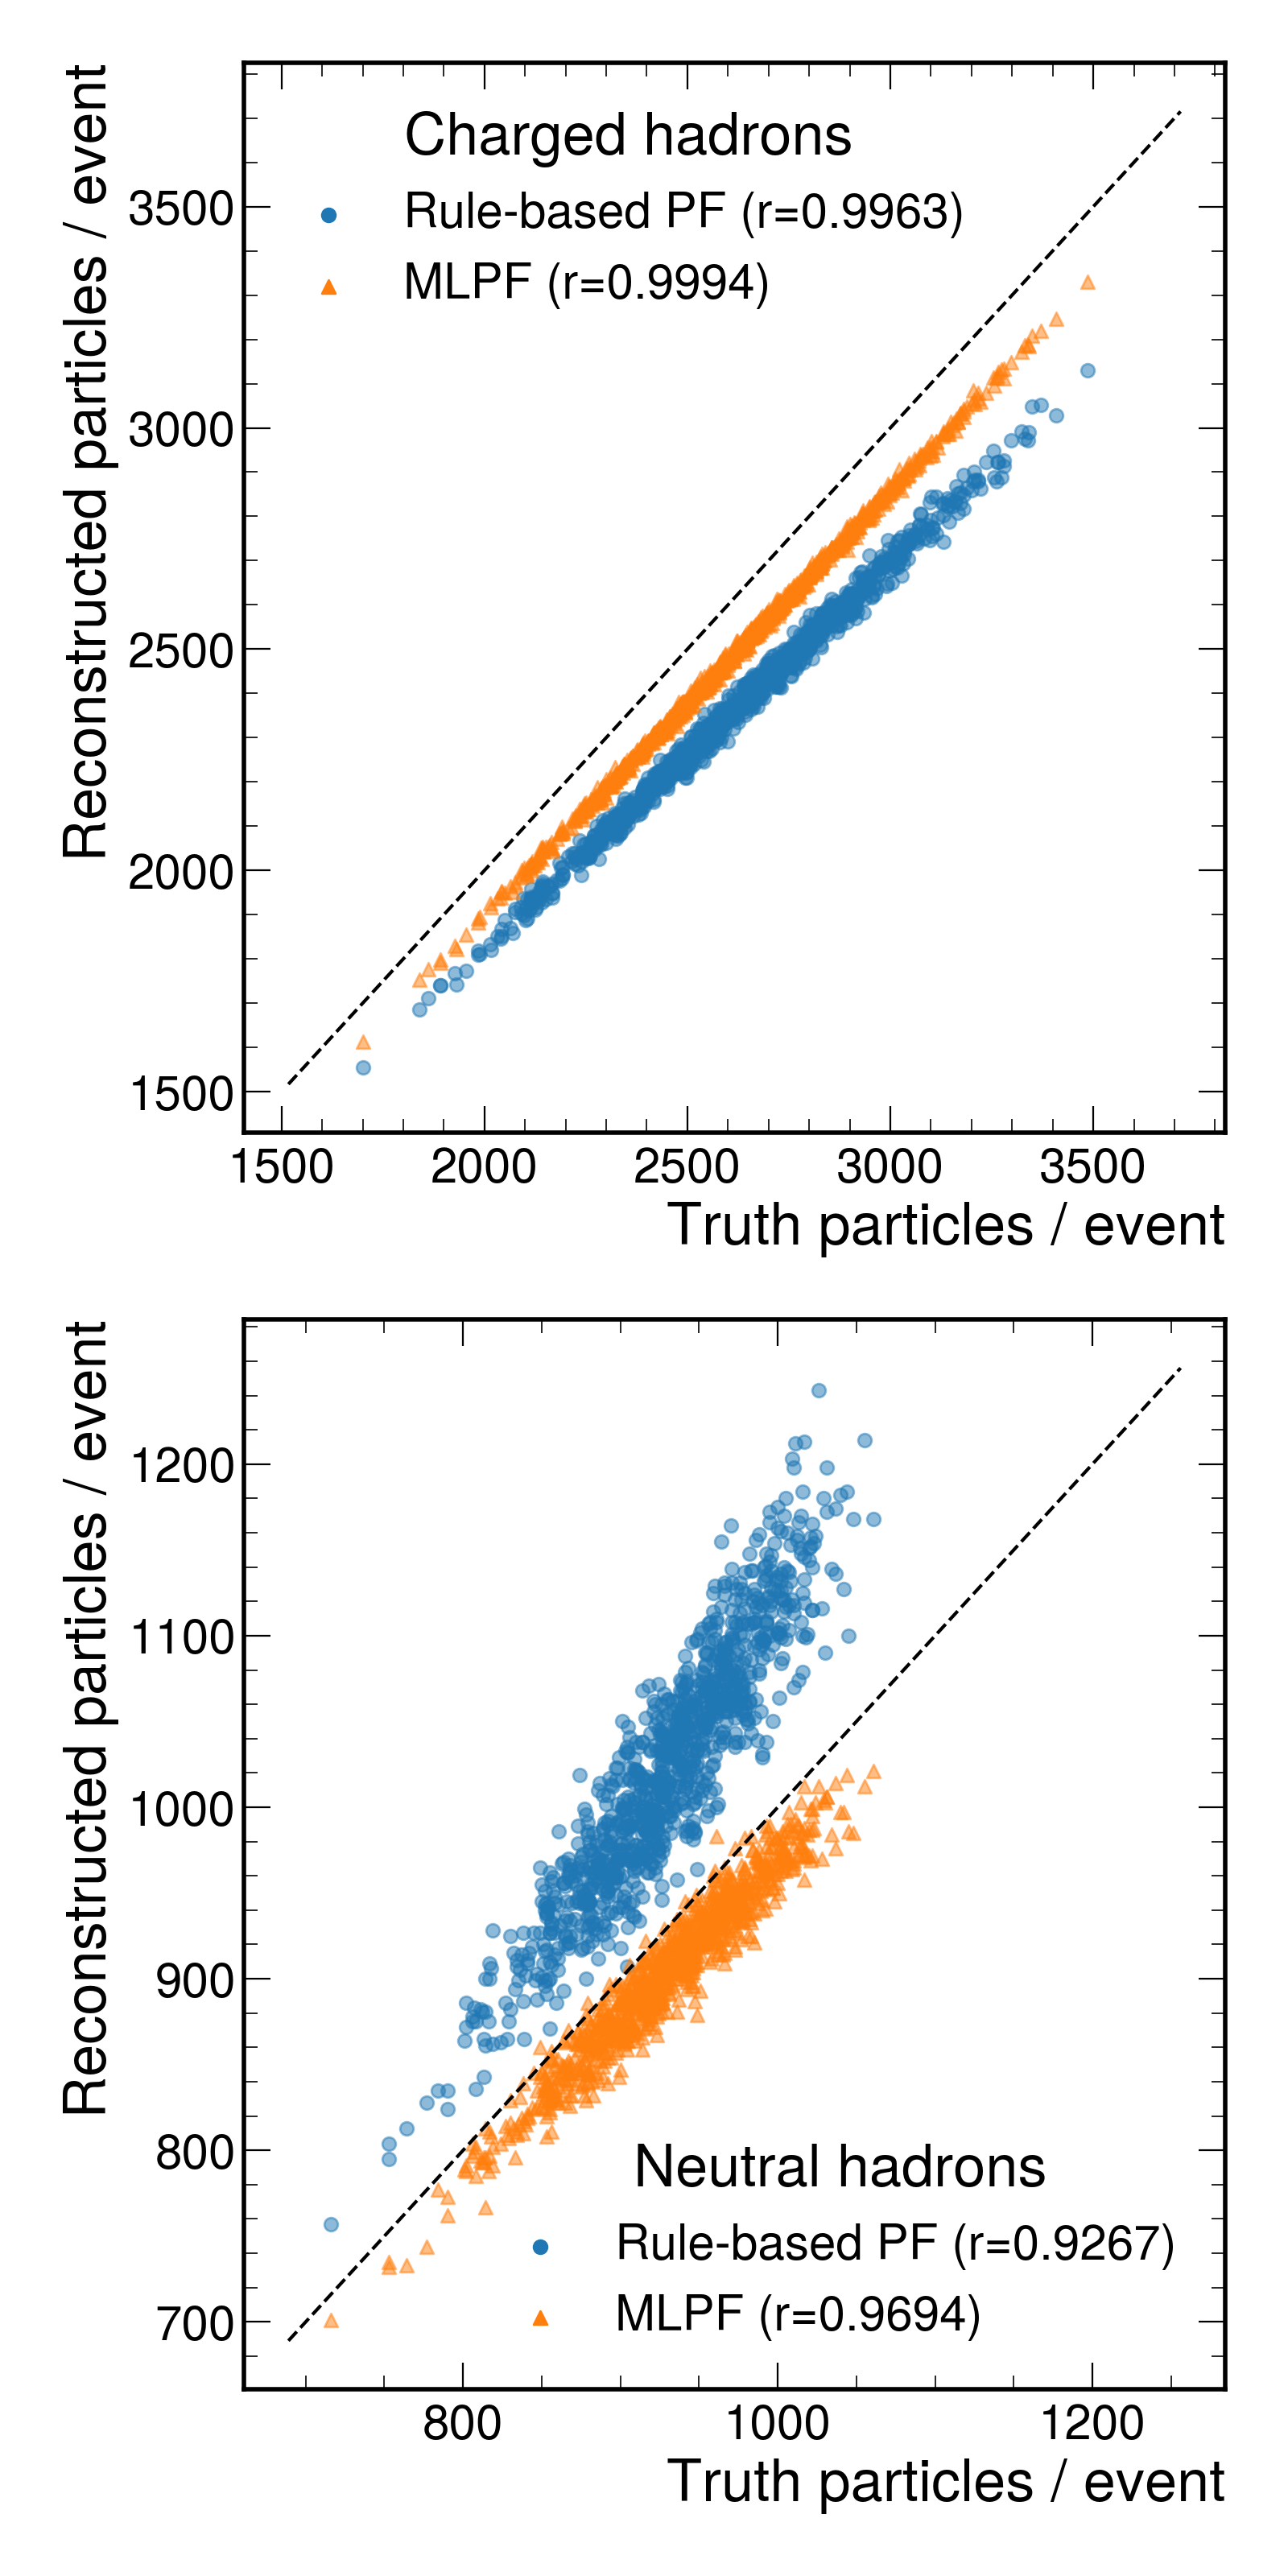 Reconstructed particles / event
Charged hadrons
Rule-based PF (r=0.9963)
MLPF (r=0.9994)
3500
3000
2500
2000
1500
1500 2000 2500 3000 3500
Truth particles / event
Reconstructed particles / event
1200
1100
1000
900
800
700
Neutral hadrons
Rule-based PF (r=0.9267)
MLPF (r=0.9694)
800 1000 1200
Truth particles / event